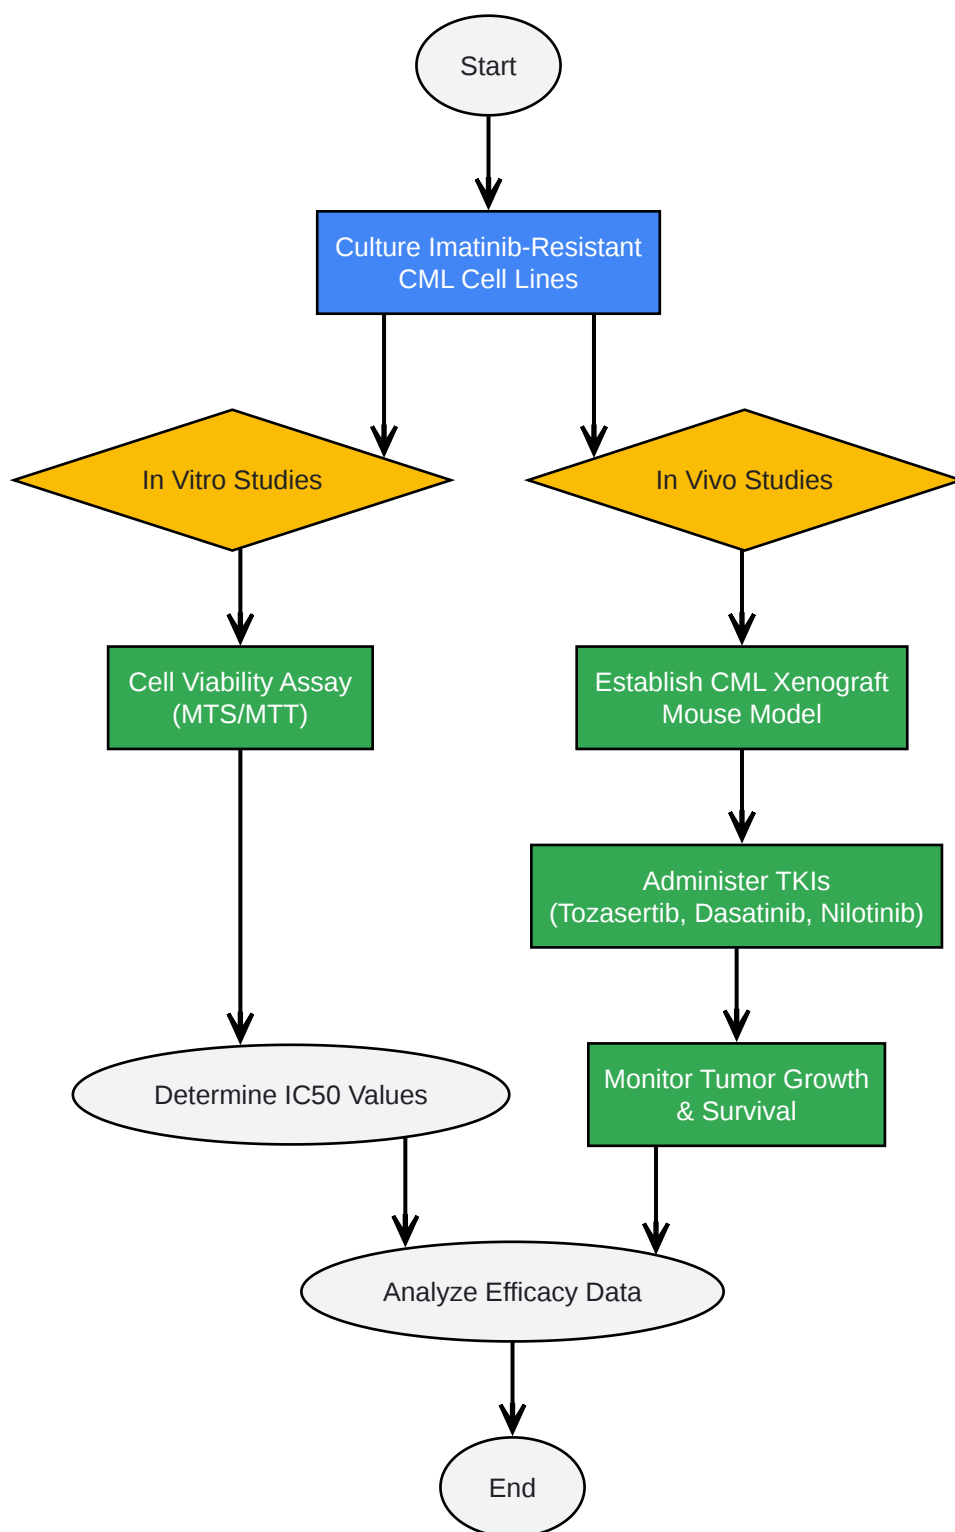 Start
Culture Imatinib-Resistant
CML Cell Lines
In Vitro Studies
In Vivo Studies
Cell Viability Assay
(MTS/MTT)
Establish CML Xenograft
Mouse Model
Administer TKIs
(Tozasertib, Dasatinib, Nilotinib)
Determine IC50 Values
Monitor Tumor Growth
& Survival
Analyze Efficacy Data
End